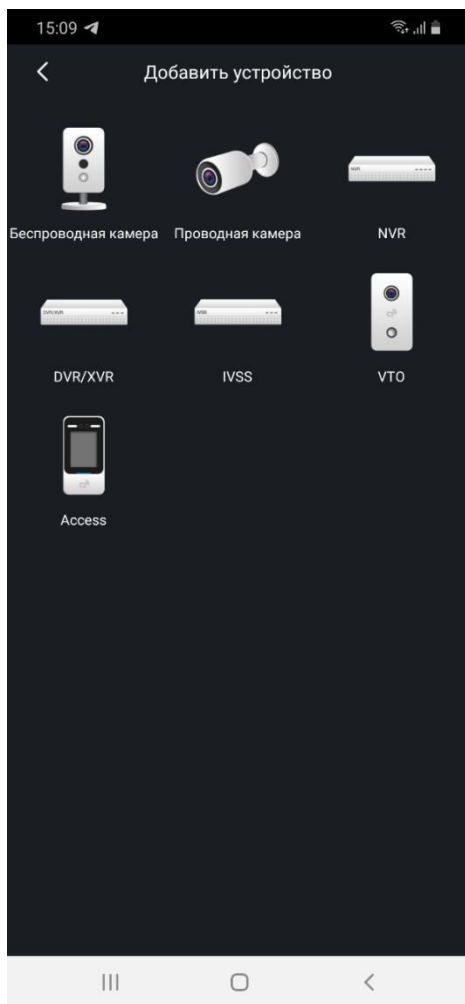 15:09
Добавить устройство
Беспроводная камера
Проводная камера
NVR
DVR/XVR
IVSS
VTO
Access